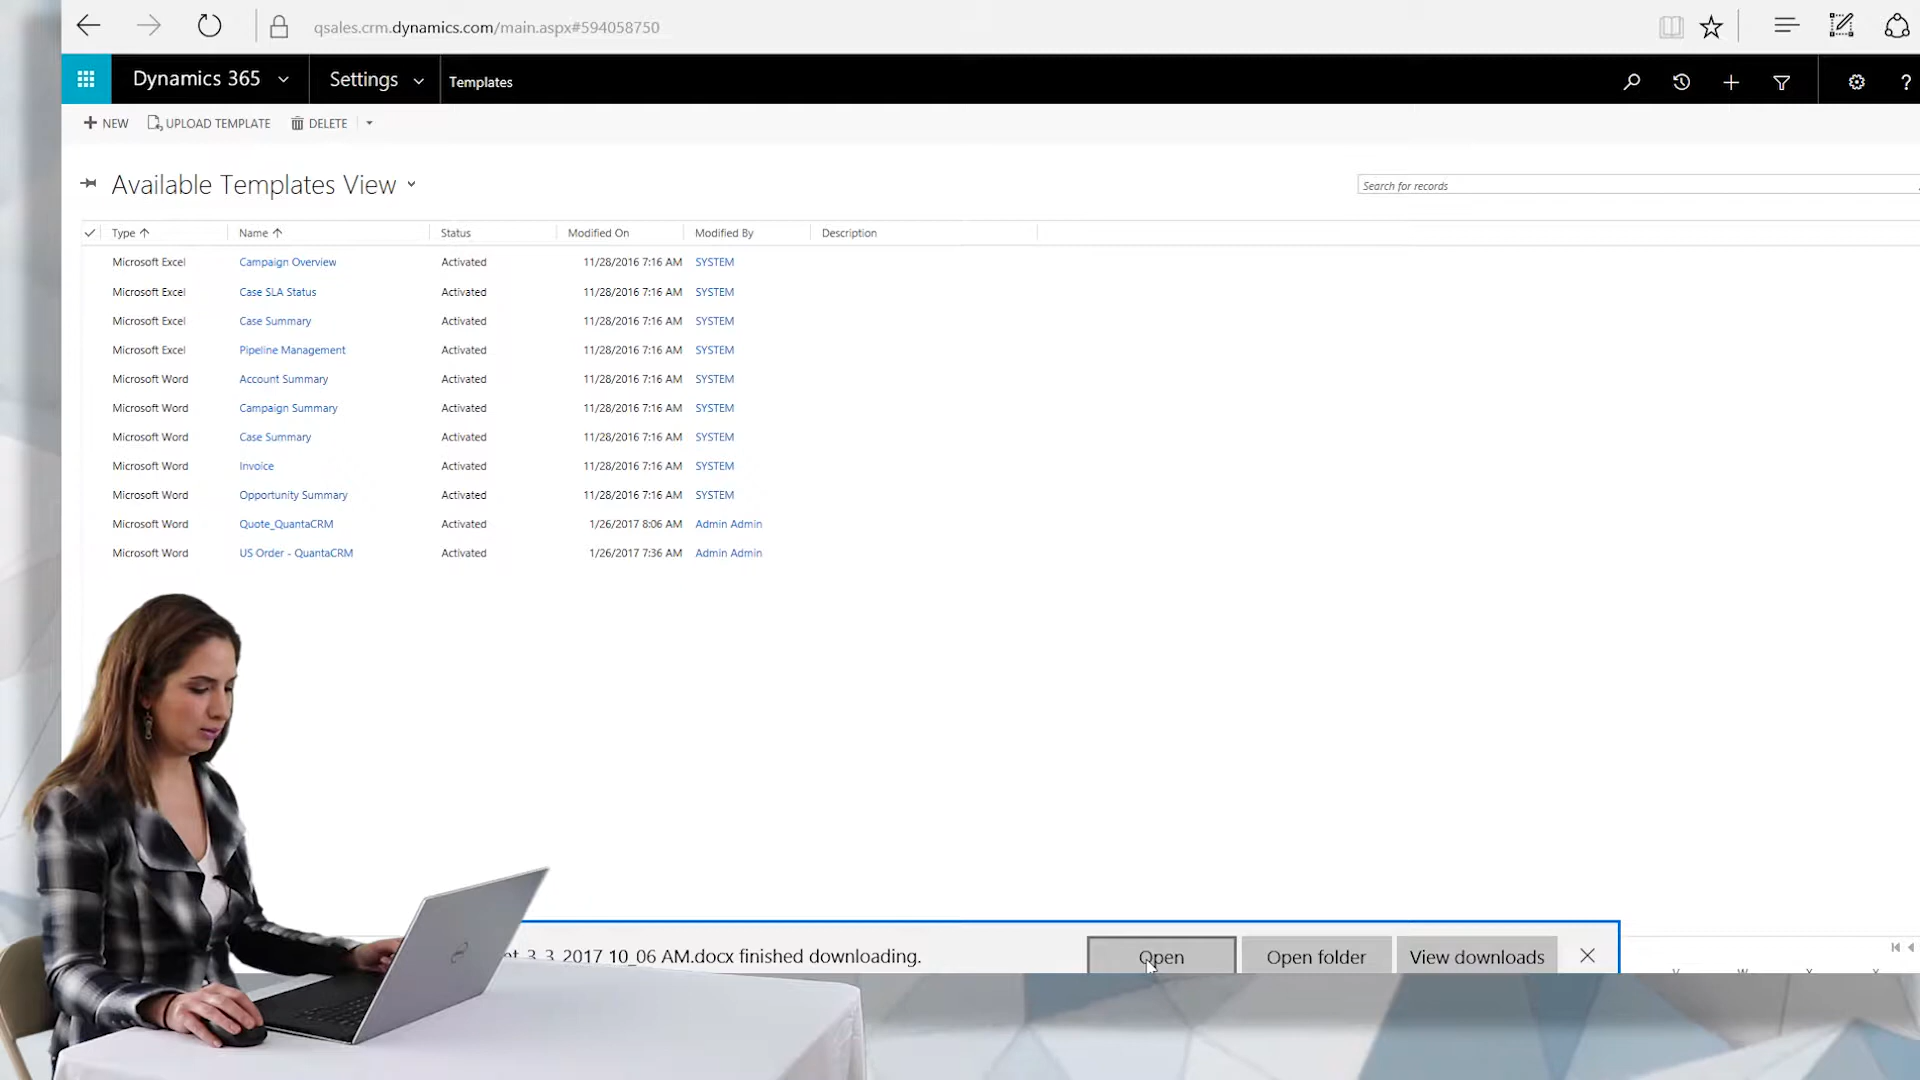 qsales.crm.dynamics.com/main.aspx#594058750
Dynamics 365 Settings Templates ?
NEW UPLOAD TEMPLATE DELETE
Available Templates View
Search for records
Type Name Status Modified On Modified By Description
Microsoft Excel Campaign Overview Activated 11/28/2016 7:16 AM SYSTEM
Microsoft Excel Case SLA Status Activated 11/28/2016 7:16 AM SYSTEM
Microsoft Excel Case Summary Activated 11/28/2016 7:16 AM SYSTEM
Microsoft Excel Pipeline Management Activated 11/28/2016 7:16 AM SYSTEM
Microsoft Word Account Summary Activated 11/28/2016 7:16 AM SYSTEM
Microsoft Word Campaign Summary Activated 11/28/2016 7:16 AM SYSTEM
Microsoft Word Case Summary Activated 11/28/2016 7:16 AM SYSTEM
Microsoft Word Invoice Activated 11/28/2016 7:16 AM SYSTEM
Microsoft Word Opportunity Summary Activated 11/28/2016 7:16 AM SYSTEM
Microsoft Word Quote_QuantaCRM Activated 1/26/2017 8:06 AM Admin Admin
Microsoft Word US Order - QuantaCRM Activated 1/26/2017 7:36 AM Admin Admin
3_3_2017 10_06 AM.docx finished downloading. Open Open folder View downloads